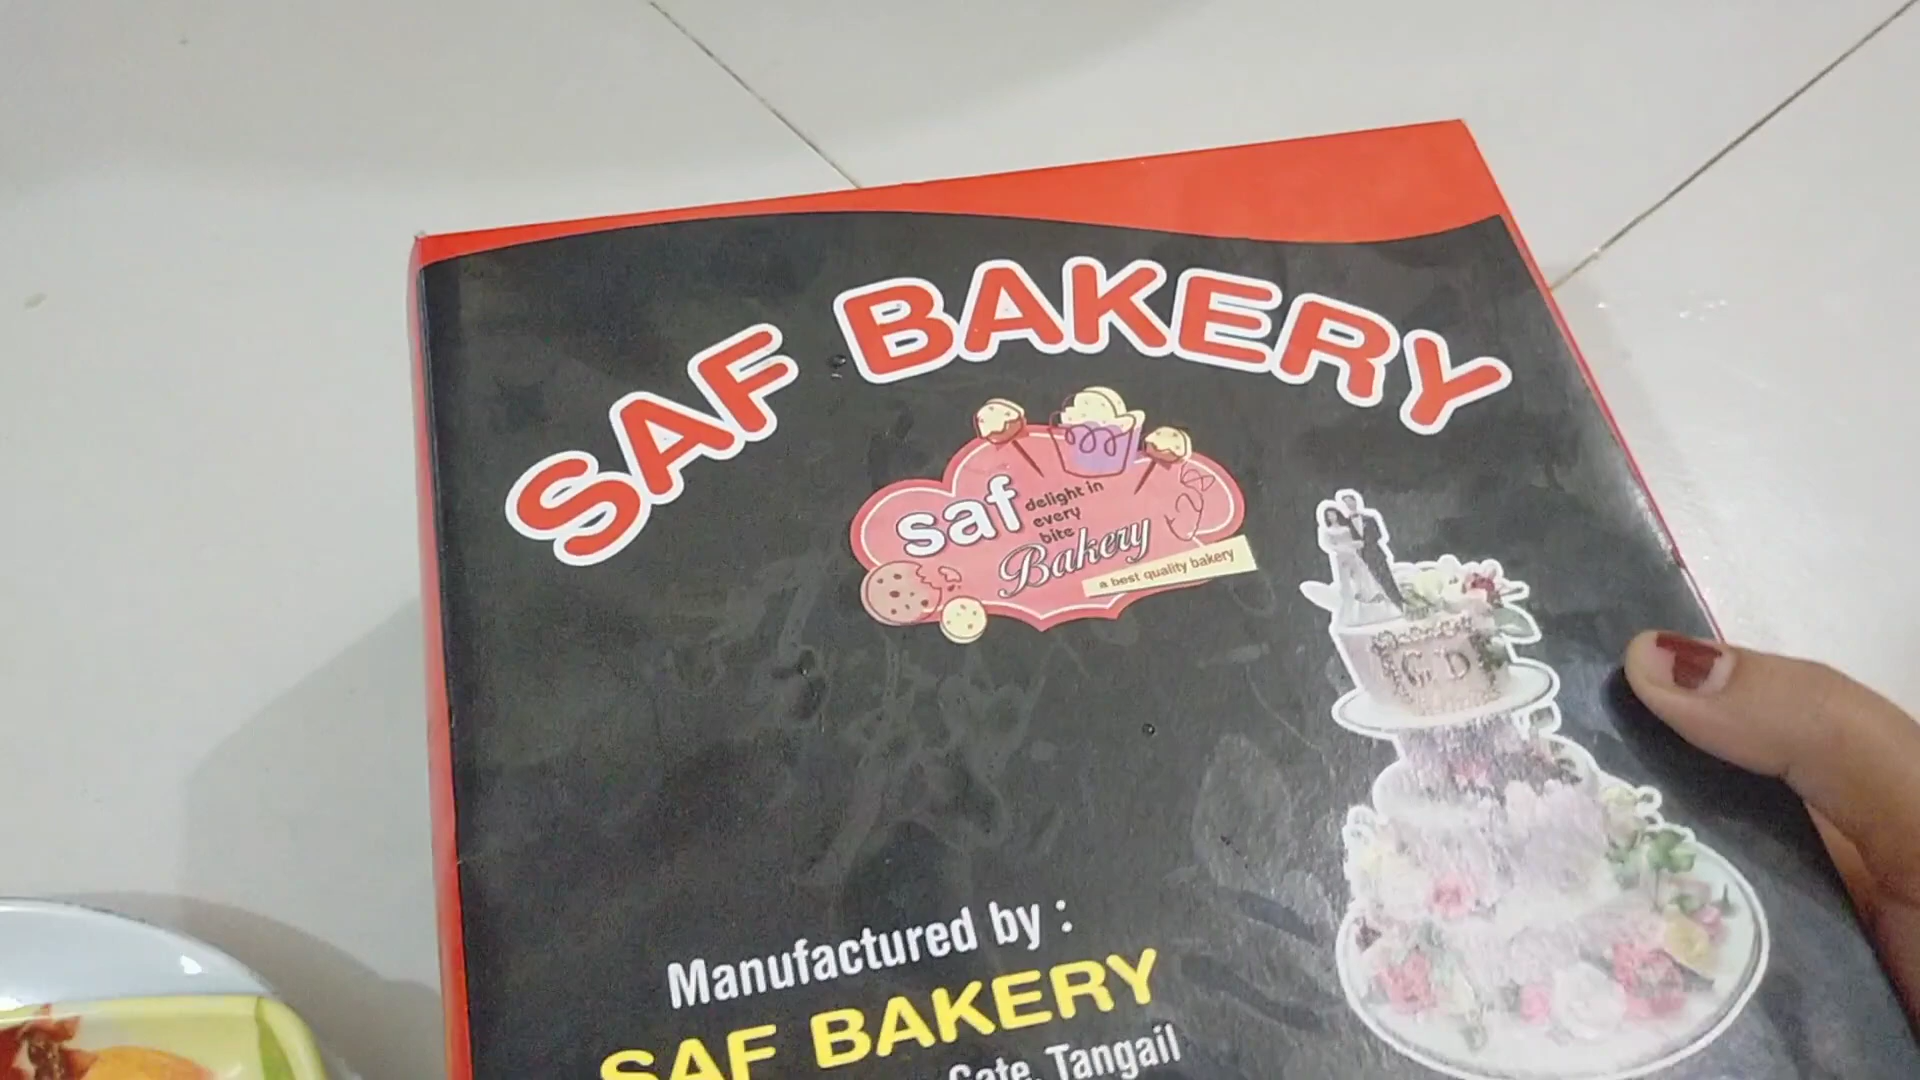 SAF BAKERY
saf
delight in
every
bite
Bakery
a best quality bakery
G D
Manufactured by :
SAF BAKERY
Gate, Tangail